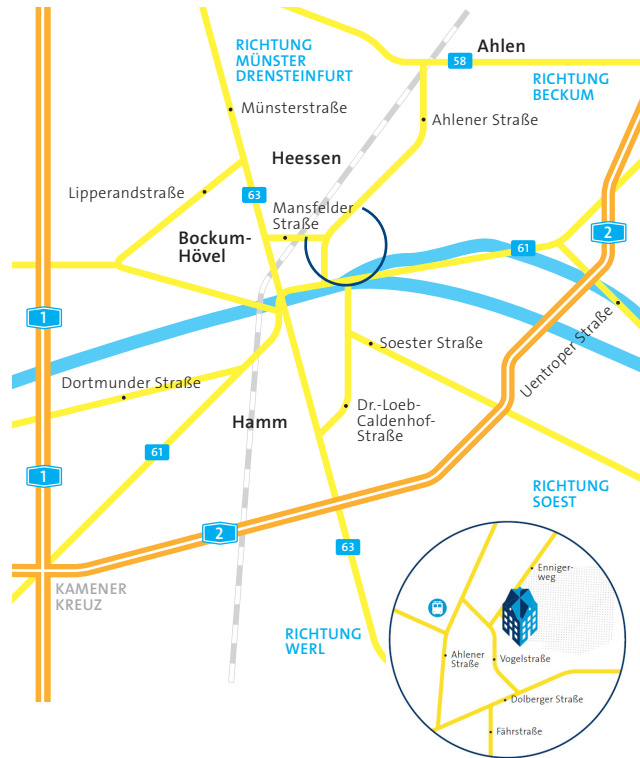 RICHTUNG
MÜNSTER
DRENSTEINFURT
Ahlen
58
RICHTUNG
BECKUM
Münsterstraße
Ahlener Straße
Heessen
Lipperandstraße
63
Mansfelder
Straße
Bockum-
Hövel
2
61
1
Uentroper Straße
Soester Straße
Dortmunder Straße
Dr.-Loeb-
Caldenhof-
Straße
Hamm
61
1
RICHTUNG
SOEST
2
63
KAMENER
KREUZ
RICHTUNG
WERL
Enniger-
weg
Ahlener
Straße
Vogelstraße
Dolberger Straße
Fährstraße